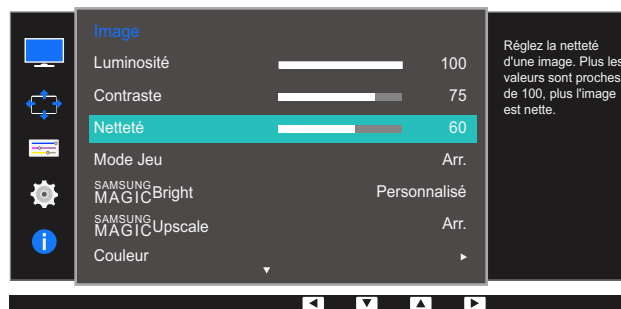 Image
Luminosité 100
Contraste 75
Netteté 60
Mode Jeu Arr.
SAMSUNG
MAGICBright Personnalisé
SAMSUNG
MAGICUpscale Arr.
Couleur
Réglez la netteté
d'une image. Plus les
valeurs sont proches
de 100, plus l'image
est nette.